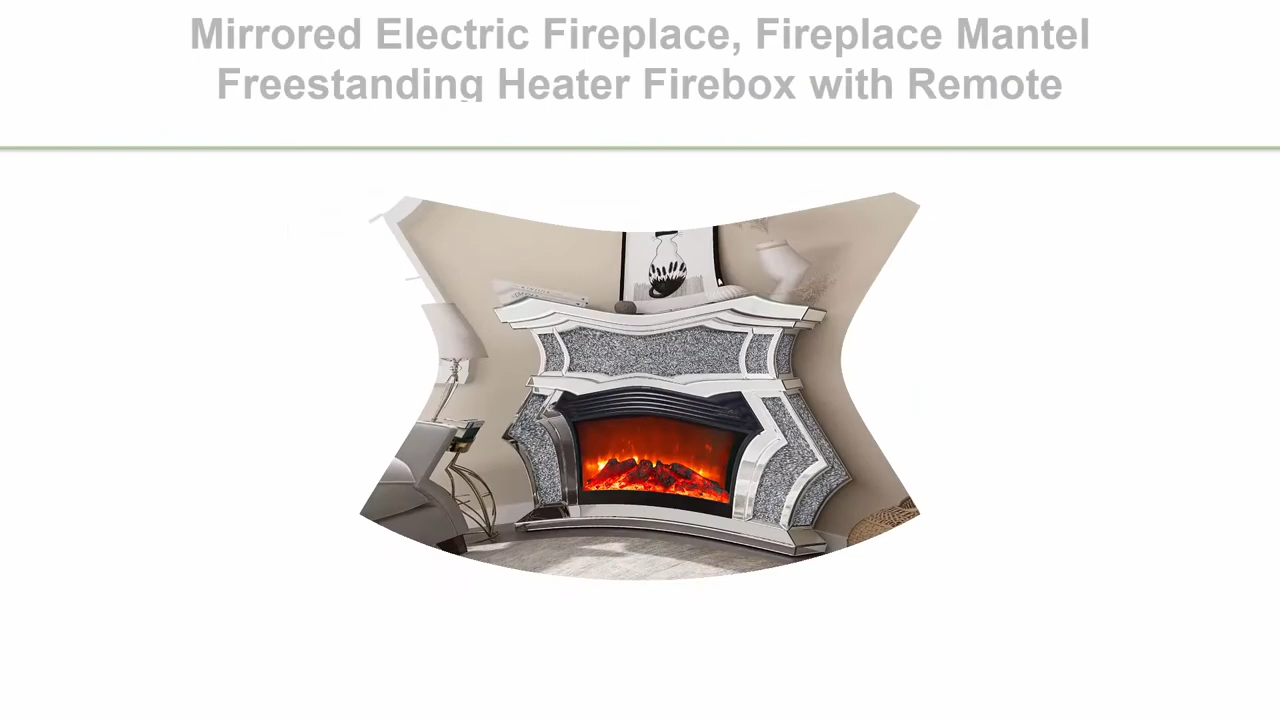 Mirrored Electric Fireplace, Fireplace Mantel
Freestanding Heater Firebox with Remote